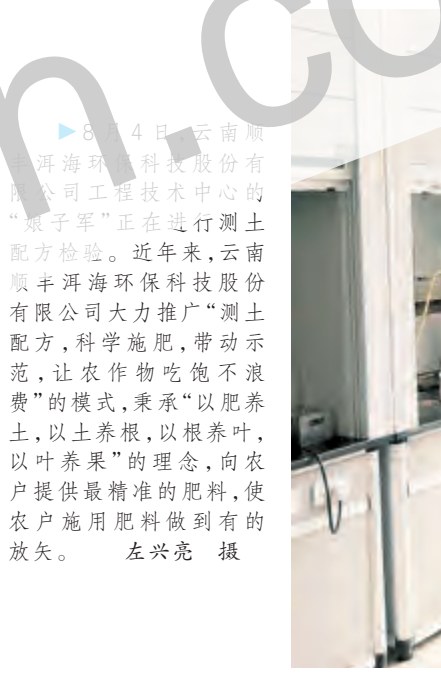 ▶8月4日,云南顺
丰洱海环保科技股份有
限公司工程技术中心的
“娘子军”正在进行测土
配方检验。近年来,云南
顺丰洱海环保科技股份
有限公司大力推广“测土
配方,科学施肥,带动示
范,让农作物吃饱不浪
费”的模式,秉承“以肥养
土,以土养根,以根养叶,
以叶养果”的理念,向农
户提供最精准的肥料,使
农户施用肥料做到有的
放矢。 左兴亮 摄
n.co